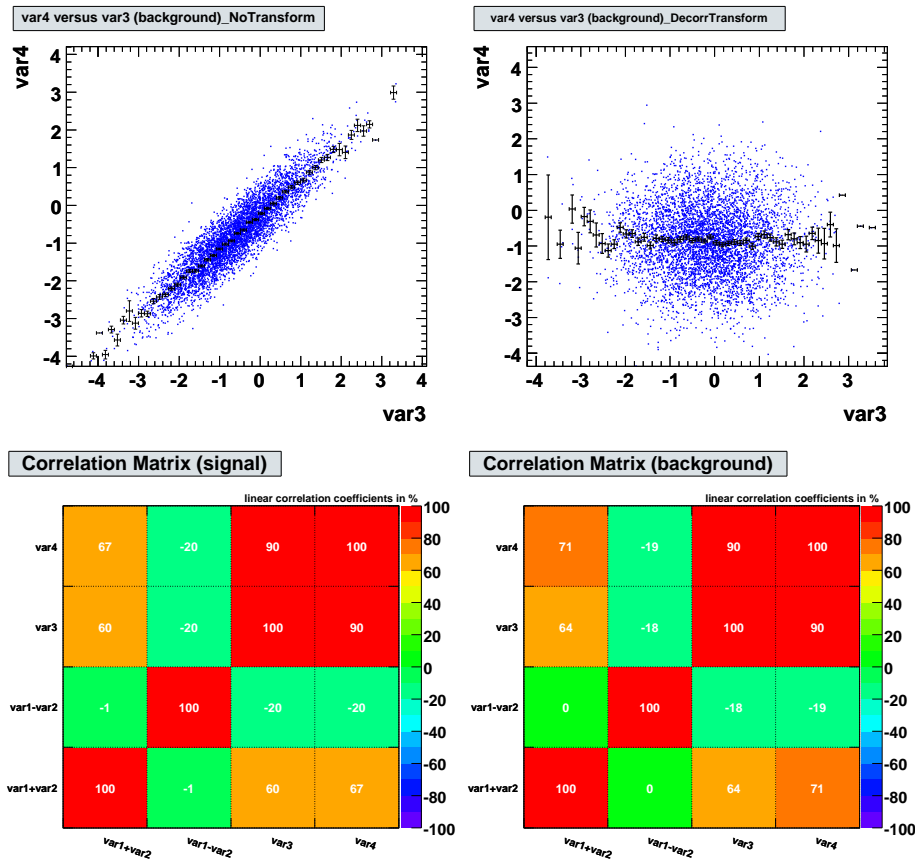 var4 versus var3 (background)_NoTransform
var4
4
3
2
1
0
-1
-2
-3
-4
-4 -3 -2 -1 0 1 2 3 4
var3
var4 versus var3 (background)_DecorrTransform
var4
4
3
2
1
0
-1
-2
-3
-4
-4 -3 -2 -1 0 1 2 3
var3
Correlation Matrix (signal)
linear correlation coefficients in %
var4 67 -20 90 100
var3 60 -20 100 90
var1-var2 -1 100 -20 -20
var1+var2 100 -1 60 67
var1+var2 var1-var2 var3 var4
100
80
60
40
20
0
-20
-40
-60
-80
-100
Correlation Matrix (background)
linear correlation coefficients in %
var4 71 -19 90 100
var3 64 -18 100 90
var1-var2 0 100 -18 -19
var1+var2 100 0 64 71
var1+var2 var1-var2 var3 var4
100
80
60
40
20
0
-20
-40
-60
-80
-100